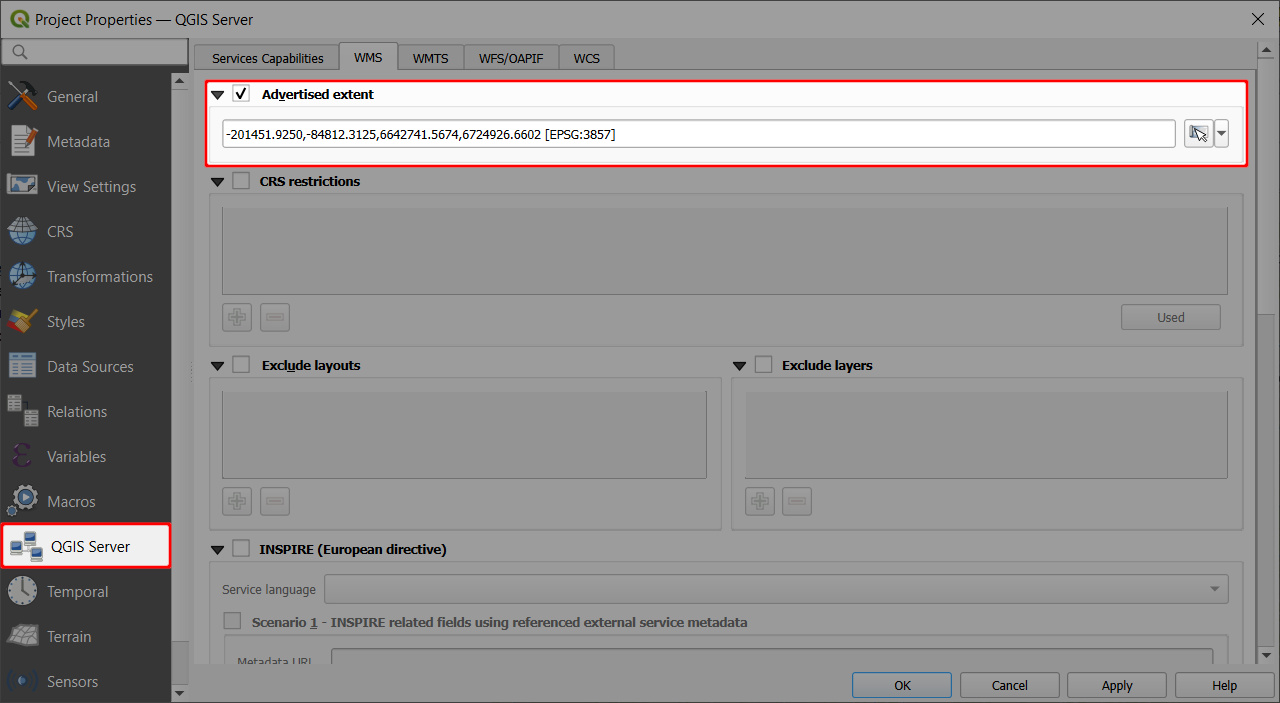 Project Properties — QGIS Server
Services Capabilities WMS WMTS WFS/OAPIF WCS
General
Metadata
View Settings
CRS
Transformations
Styles
Data Sources
Relations
Variables
Macros
QGIS Server
Temporal
Terrain
Sensors
Advertised extent
-201451.9250,-84812.3125,6642741.5674,6724926.6602 [EPSG:3857]
CRS restrictions
Used
Exclude layouts Exclude layers
INSPIRE (European directive)
Service language
Scenario 1 - INSPIRE related fields using referenced external service metadata
Metadata URL
OK Cancel Apply Help